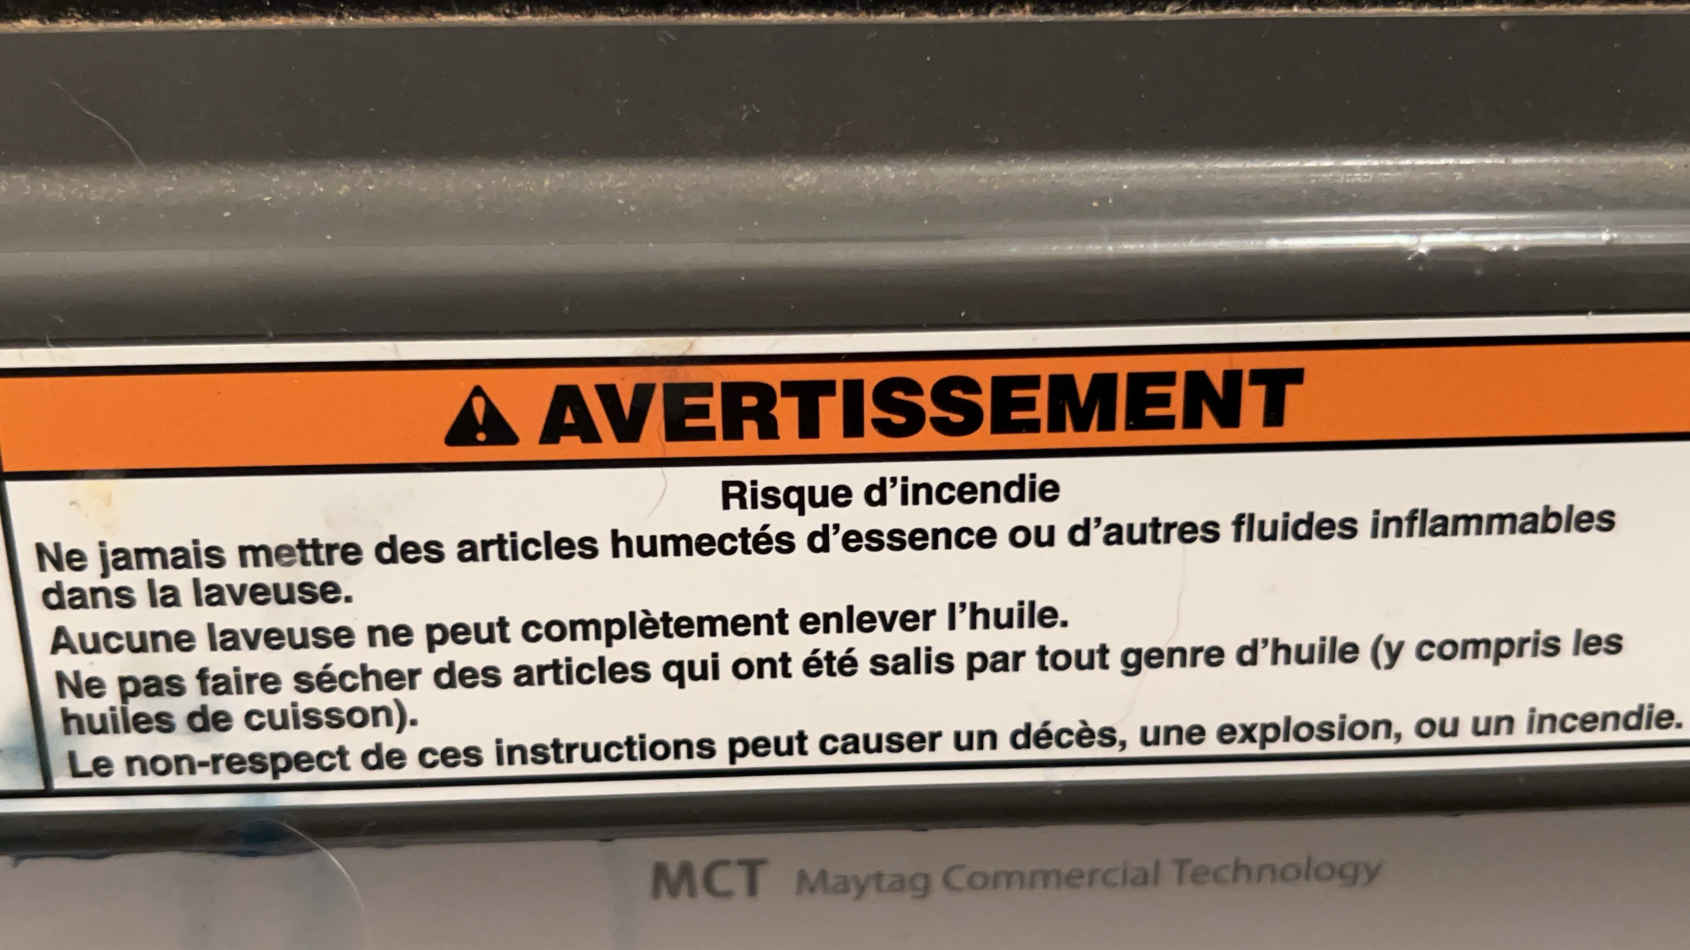 AVERTISSEMENT
Risque d’incendie
Ne jamais mettre des articles humectés d’essence ou d’autres fluides inflammables
dans la laveuse.
Aucune laveuse ne peut complètement enlever l’huile.
Ne pas faire sécher des articles qui ont été salis par tout genre d’huile (y compris les
huiles de cuisson).
Le non-respect de ces instructions peut causer un décès, une explosion, ou un incendie.
MCT Maytag Commercial Technology